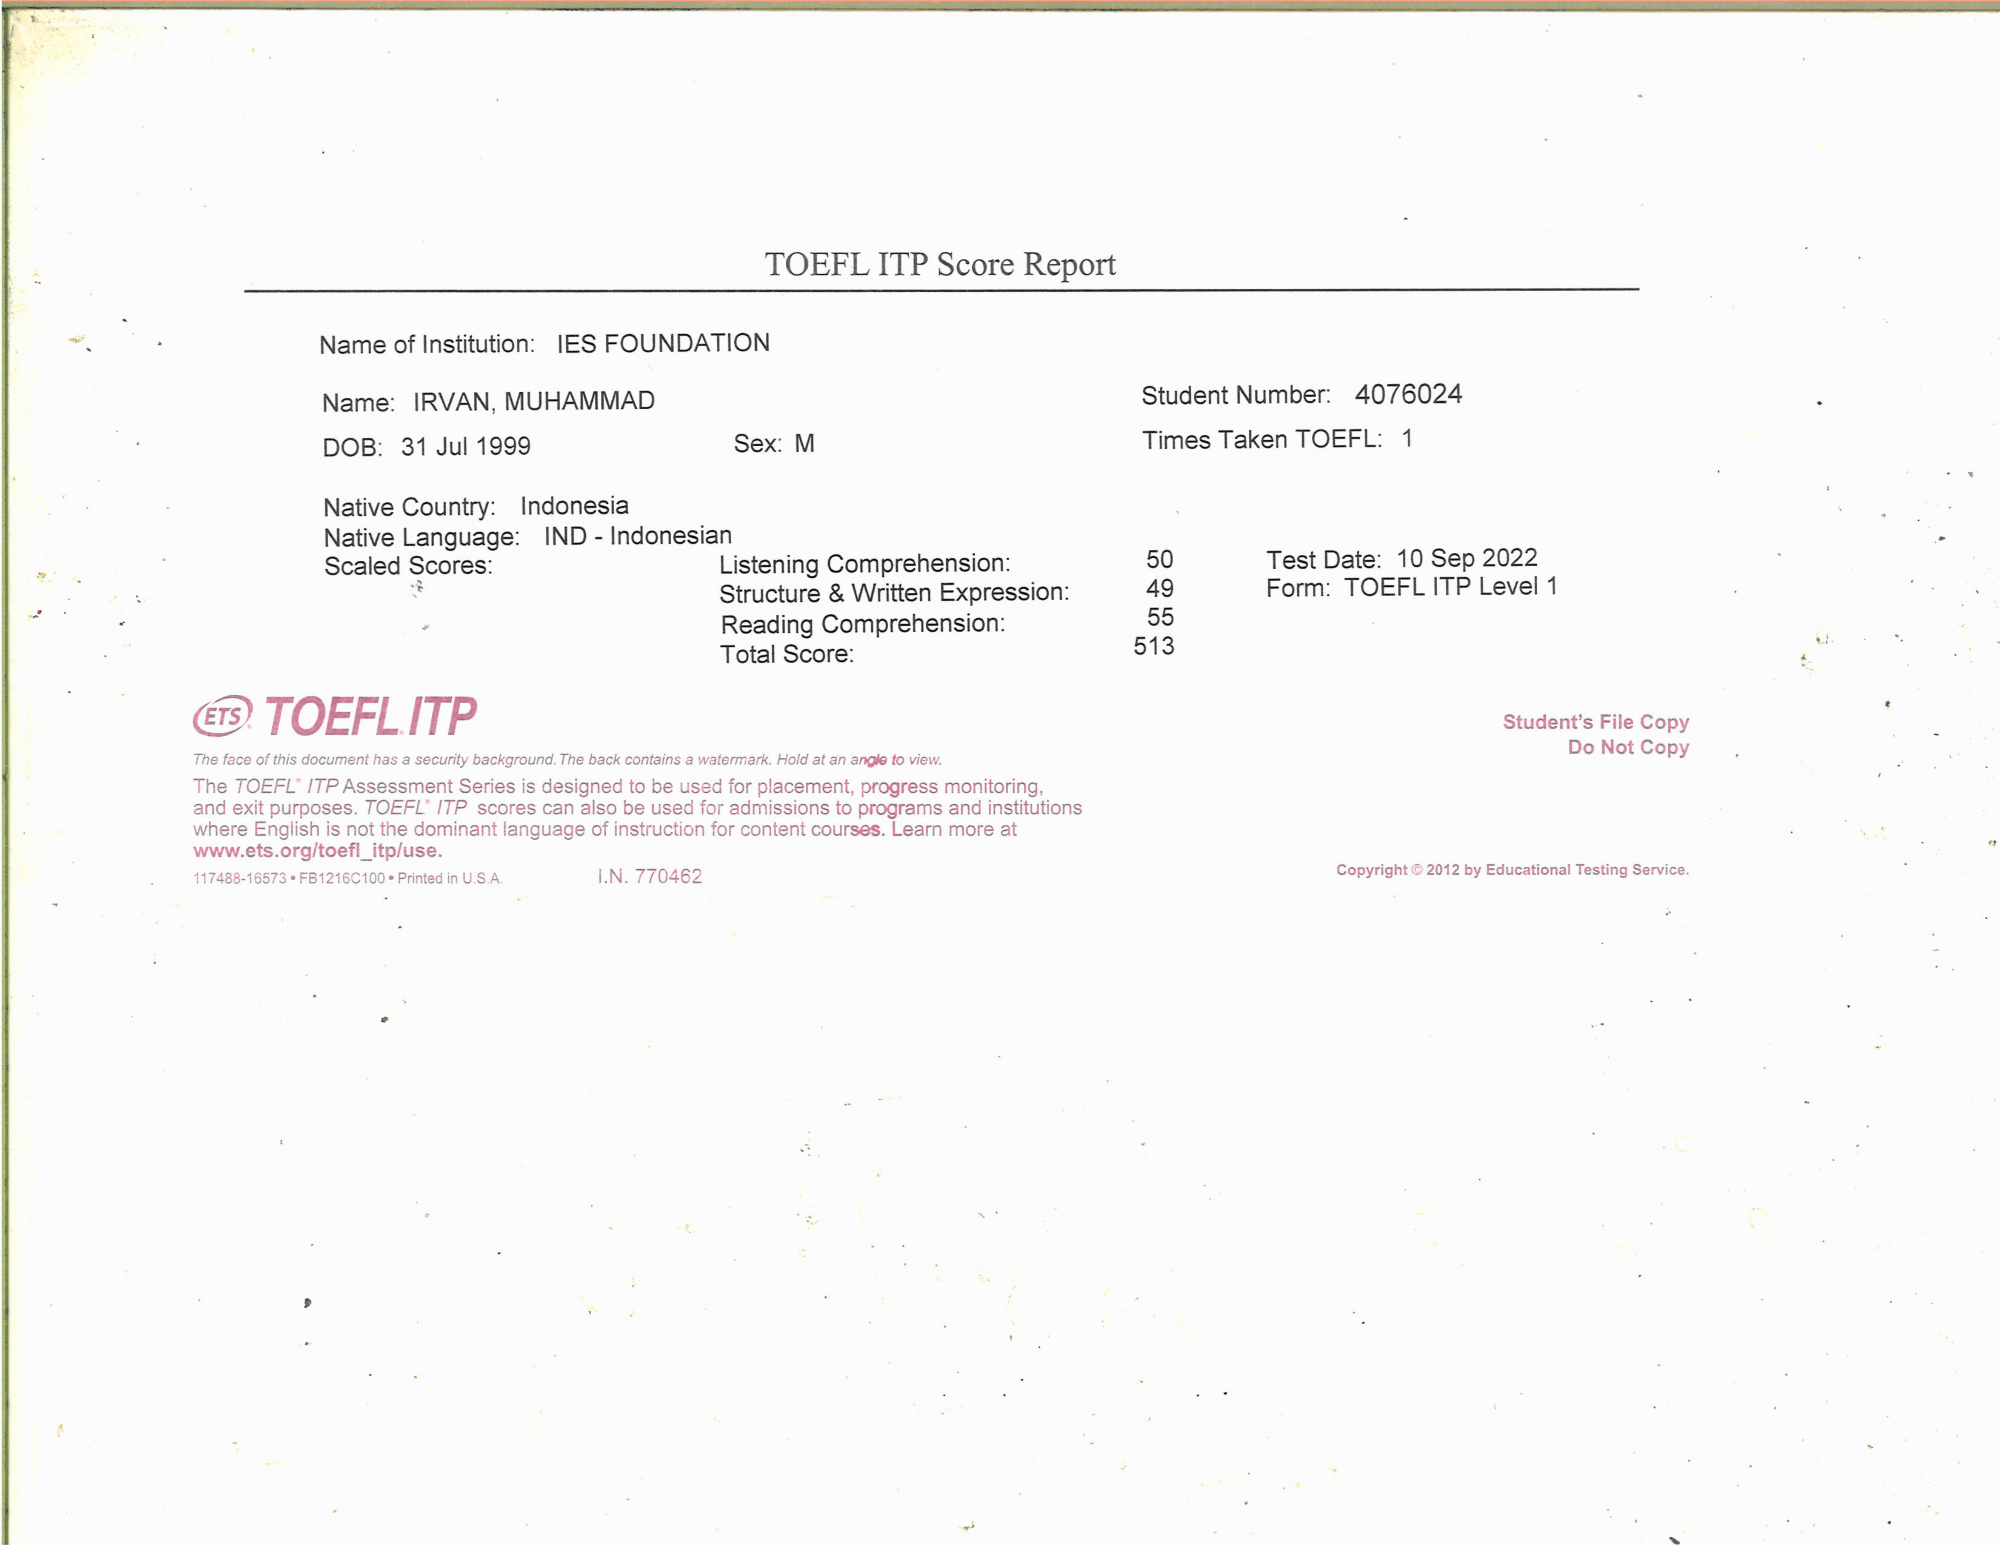 TOEFL ITP Score Report
Name of Institution: IES FOUNDATION
Name: IRVAN, MUHAMMAD
Student Number: 4076024
DOB: 31 Jul 1999
Sex: M
Times Taken TOEFL: 1
Native Country: Indonesia
Native Language: IND - Indonesian
Scaled Scores:
Listening Comprehension: 50
Structure & Written Expression: 49
Reading Comprehension: 55
Total Score: 513
Test Date: 10 Sep 2022
Form: TOEFL ITP Level 1
ETS® TOEFL ITP
Student's File Copy
Do Not Copy
The face of this document has a security background. The back contains a watermark. Hold at an angle to view.
The TOEFL® ITP Assessment Series is designed to be used for placement, progress monitoring,
and exit purposes. TOEFL® ITP scores can also be used for admissions to programs and institutions
where English is not the dominant language of instruction for content courses. Learn more at
www.ets.org/toefl_itp/use.
117488-16573 • FB1216C100 • Printed in U.S.A.
I.N. 770462
Copyright © 2012 by Educational Testing Service.